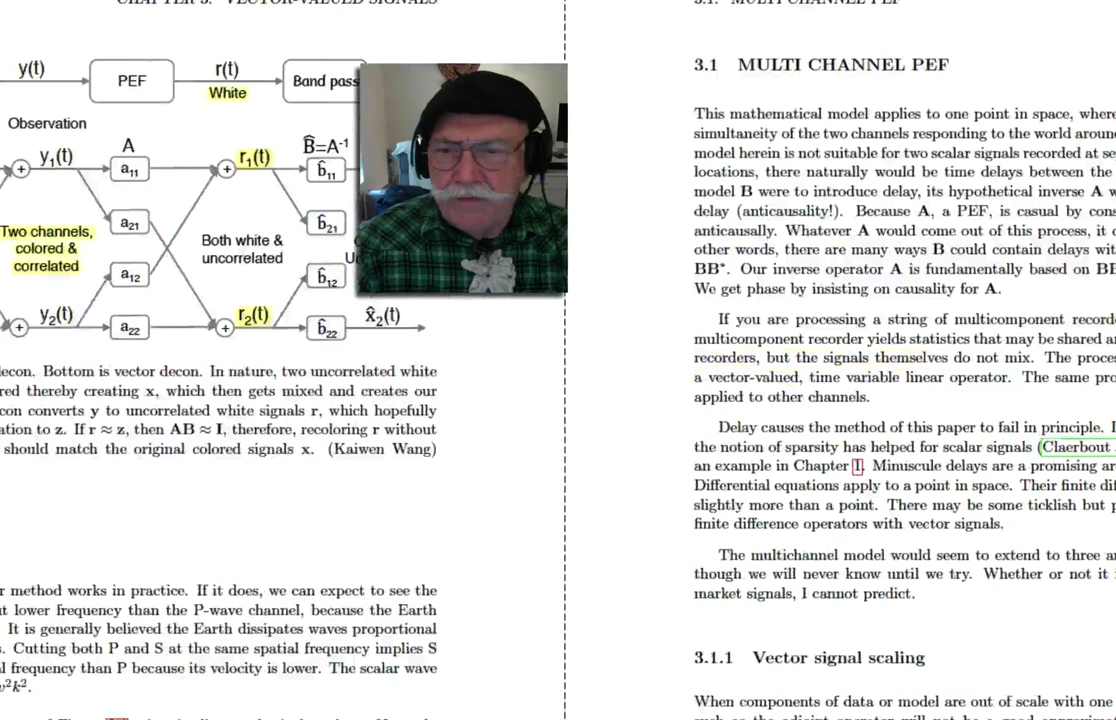 CHAPTER 3. VECTOR-VALUED SIGNALS
y(t)
PEF
r(t)
White
Band pass
Observation
y1(t)
A
a11
r1(t)
B̂=A-1
b̂11
Two channels,
colored &
correlated
a21
Both white &
uncorrelated
b̂21
a12
b̂12
y2(t)
a22
r2(t)
b̂22
x̂2(t)
decon. Bottom is vector decon. In nature, two uncorrelated white
thereby creating x, which then gets mixed and creates our
converts y to uncorrelated white signals r, which hopefully
to z. If r ≈ z, then AB ≈ I, therefore, recoloring r without
should match the original colored signals x. (Kaiwen Wang)
method works in practice. If it does, we can expect to see the
lower frequency than the P-wave channel, because the Earth
It is generally believed the Earth dissipates waves proportional
Cutting both P and S at the same spatial frequency implies S
frequency than P because its velocity is lower. The scalar wave
v²k².
3.1. MULTI CHANNEL PEF
3.1 MULTI CHANNEL PEF
This mathematical model applies to one point in space, where
simultaneity of the two channels responding to the world
model herein is not suitable for two scalar signals recorded at
locations, there naturally would be time delays between the
model B were to introduce delay, its hypothetical inverse A
delay (anticausality!). Because A, a PEF, is casual by
anticausally. Whatever A would come out of this process, it
other words, there are many ways B could contain delays
BB*. Our inverse operator A is fundamentally based on
We get phase by insisting on causality for A.
If you are processing a string of multicomponent
multicomponent recorder yields statistics that may be shared
recorders, but the signals themselves do not mix. The
a vector-valued, time variable linear operator. The same
applied to other channels.
Delay causes the method of this paper to fail in principle.
the notion of sparsity has helped for scalar signals (Claerbout
an example in Chapter 1. Minuscule delays are a promising
Differential equations apply to a point in space. Their finite
slightly more than a point. There may be some ticklish but
finite difference operators with vector signals.
The multichannel model would seem to extend to three
though we will never know until we try. Whether or not it
market signals, I cannot predict.
3.1.1 Vector signal scaling
When components of data or model are out of scale with one